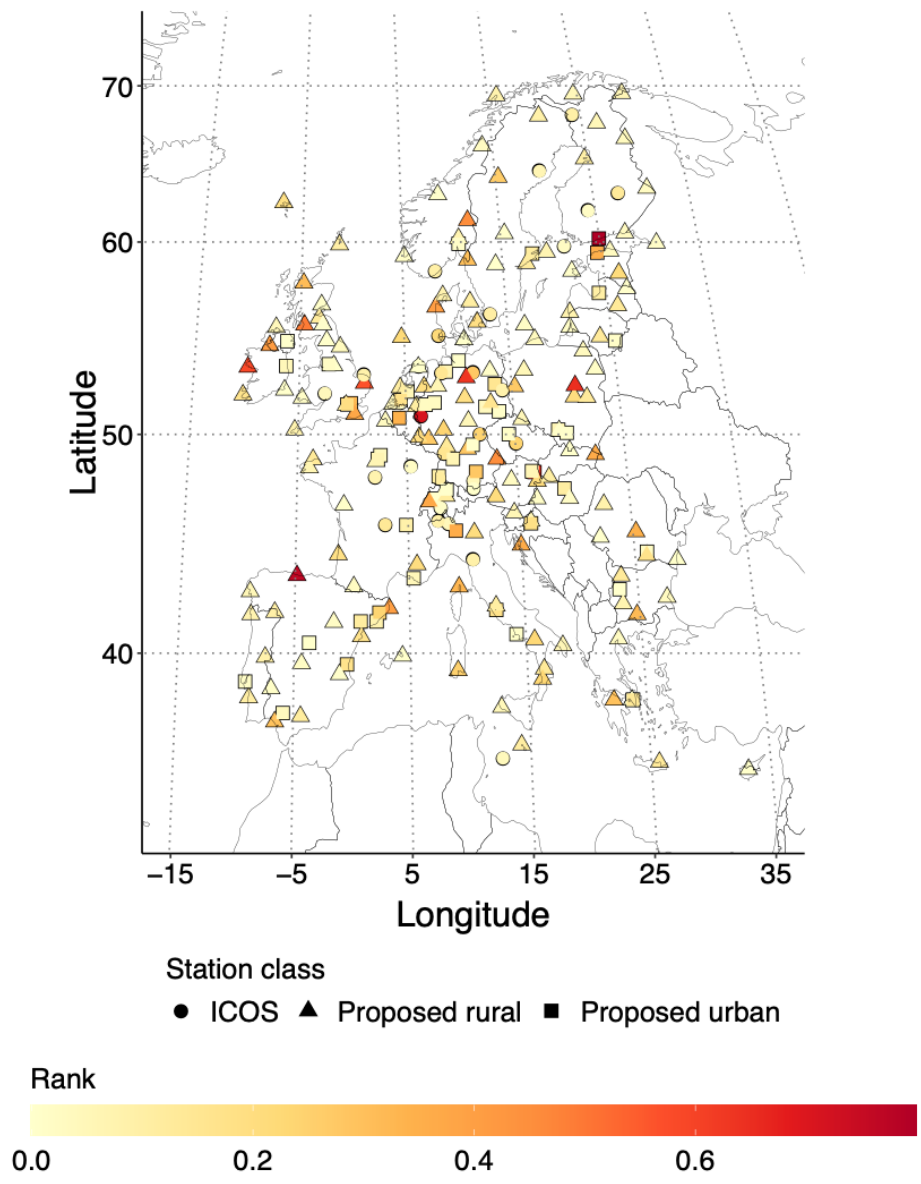 70
60
50
40
Latitude
−15 −5 5 15 25 35
Longitude
Station class
ICOS Proposed rural Proposed urban
Rank
0.0 0.2 0.4 0.6